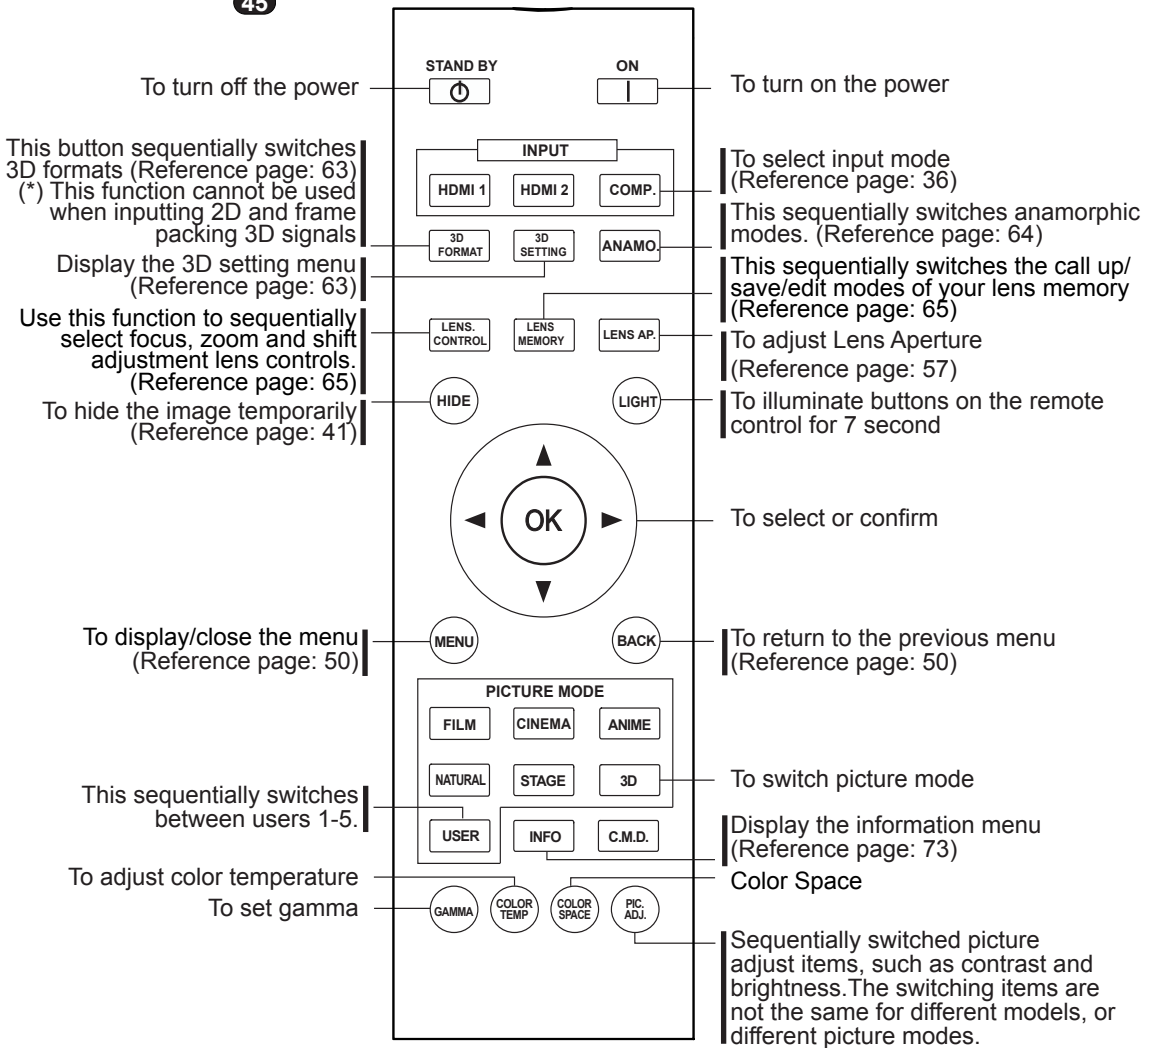 45
STAND BY
ON
To turn off the power
To turn on the power
This button sequentially switches
3D formats (Reference page: 63)
(*) This function cannot be used
when inputting 2D and frame
packing 3D signals
INPUT
HDMI 1
HDMI 2
COMP.
To select input mode
(Reference page: 36)
3D
FORMAT
3D
SETTING
ANAMO.
This sequentially switches anamorphic
modes. (Reference page: 64)
Display the 3D setting menu
(Reference page: 63)
This sequentially switches the call up/
save/edit modes of your lens memory
(Reference page: 65)
Use this function to sequentially
select focus, zoom and shift
adjustment lens controls.
(Reference page: 65)
LENS.
CONTROL
LENS
MEMORY
LENS AP.
To adjust Lens Aperture
(Reference page: 57)
To hide the image temporarily
(Reference page: 41)
HIDE
LIGHT
To illuminate buttons on the remote
control for 7 second
OK
To select or confirm
To display/close the menu
(Reference page: 50)
MENU
BACK
To return to the previous menu
(Reference page: 50)
PICTURE MODE
FILM
CINEMA
ANIME
NATURAL
STAGE
3D
To switch picture mode
This sequentially switches
between users 1-5.
USER
INFO
C.M.D.
Display the information menu
(Reference page: 73)
To adjust color temperature
Color Space
To set gamma
GAMMA
COLOR
TEMP
COLOR
SPACE
PIC.
ADJ.
Sequentially switched picture
adjust items, such as contrast and
brightness.The switching items are
not the same for different models, or
different picture modes.